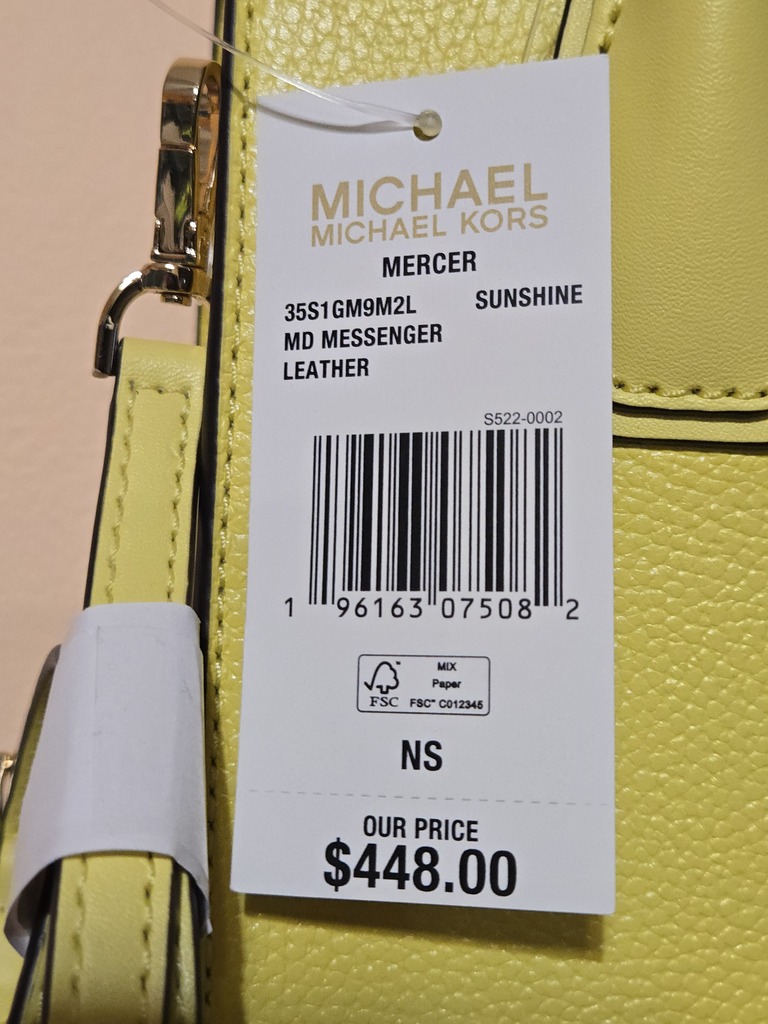 MICHAEL
MICHAEL KORS
MERCER
35S1GM9M2L SUNSHINE
MD MESSENGER
LEATHER
S522-0002
1 96163 07508 2
FSC
MIX
Paper
FSC™ C012345
NS
OUR PRICE
$448.00